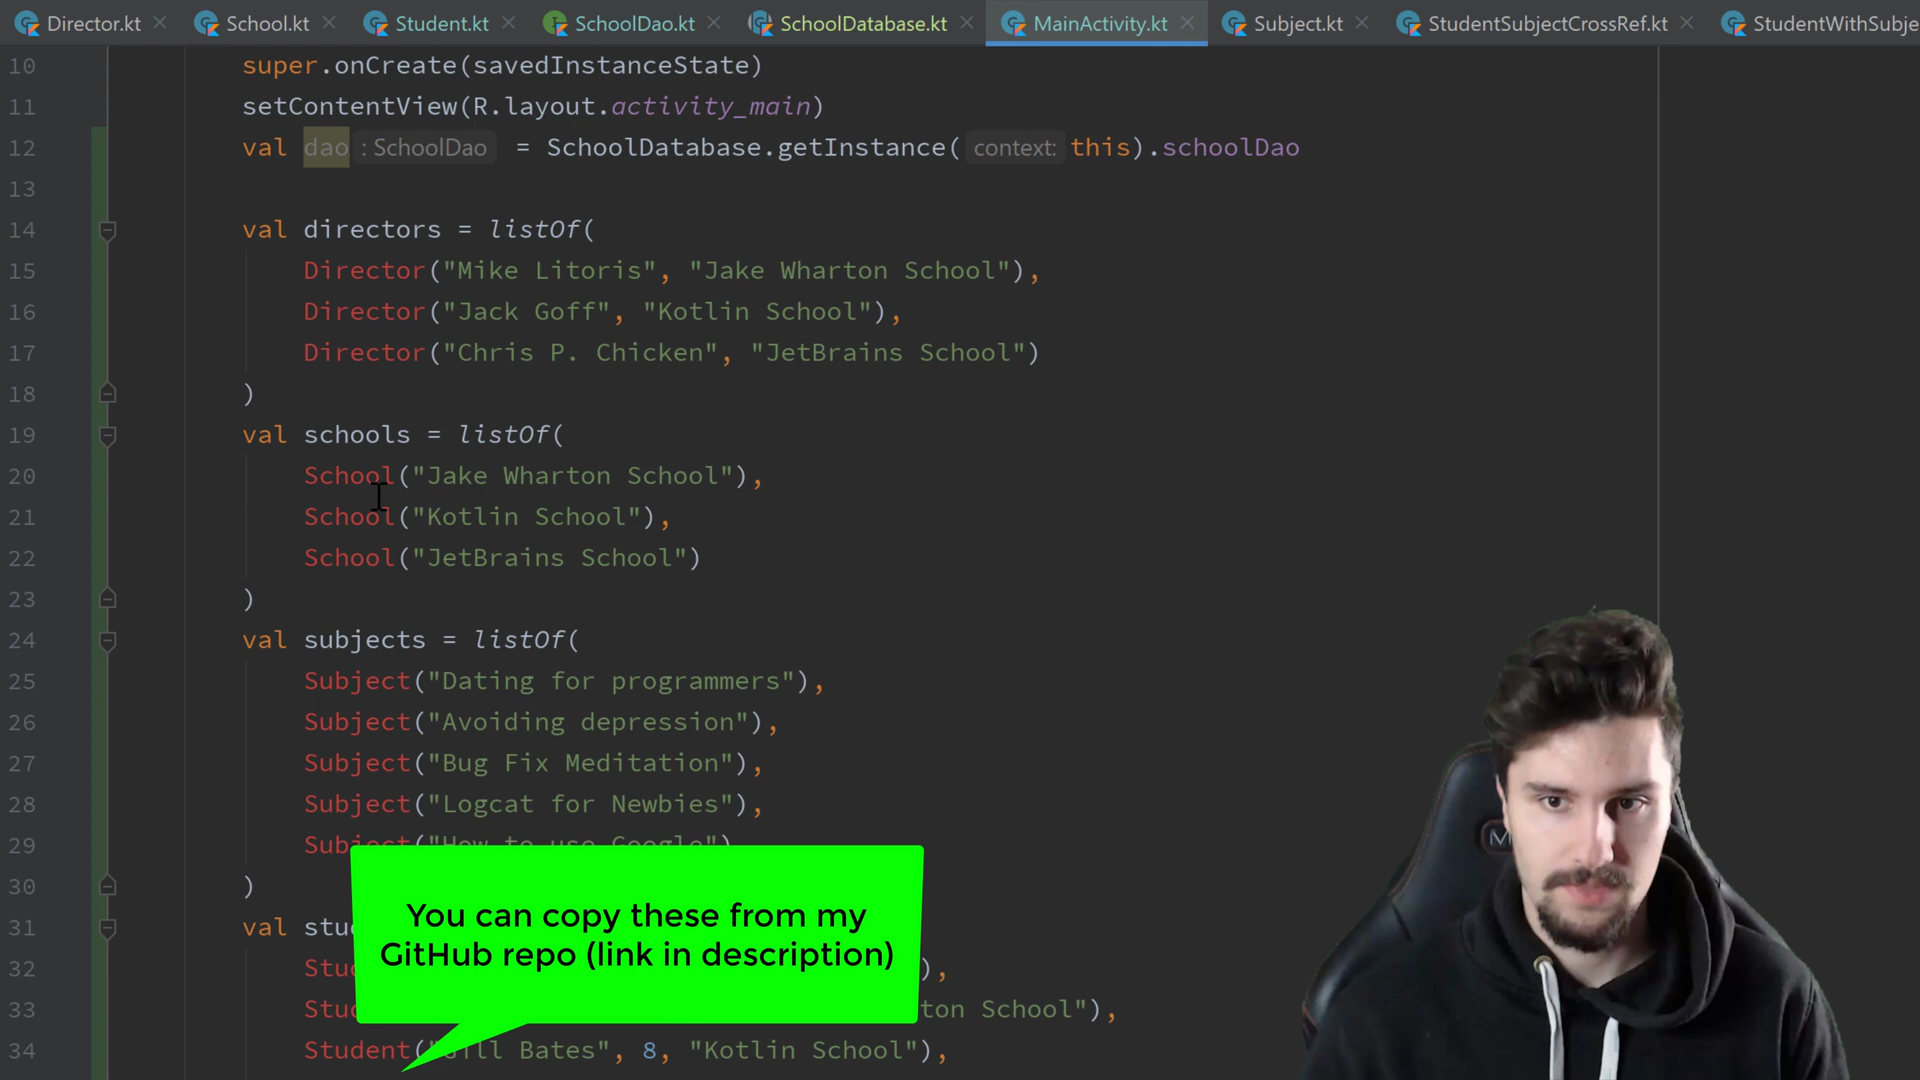 Director.kt School.kt Student.kt SchoolDao.kt SchoolDatabase.kt MainActivity.kt Subject.kt StudentSubjectCrossRef.kt StudentWithSubje
10 super.onCreate(savedInstanceState)
11 setContentView(R.layout.activity_main)
12 val dao : SchoolDao = SchoolDatabase.getInstance( context: this).schoolDao
13
14 val directors = listOf(
15 Director("Mike Litoris", "Jake Wharton School"),
16 Director("Jack Goff", "Kotlin School"),
17 Director("Chris P. Chicken", "JetBrains School")
18 )
19 val schools = listOf(
20 School("Jake Wharton School"),
21 School("Kotlin School"),
22 School("JetBrains School")
23 )
24 val subjects = listOf(
25 Subject("Dating for programmers"),
26 Subject("Avoiding depression"),
27 Subject("Bug Fix Meditation"),
28 Subject("Logcat for Newbies"),
29 Subject("How to use Google")
30 )
31 val stu
32 Stu ),
33 Stu ton School"),
34 Student( ill Bates", 8, "Kotlin School"),
You can copy these from my
GitHub repo (link in description)